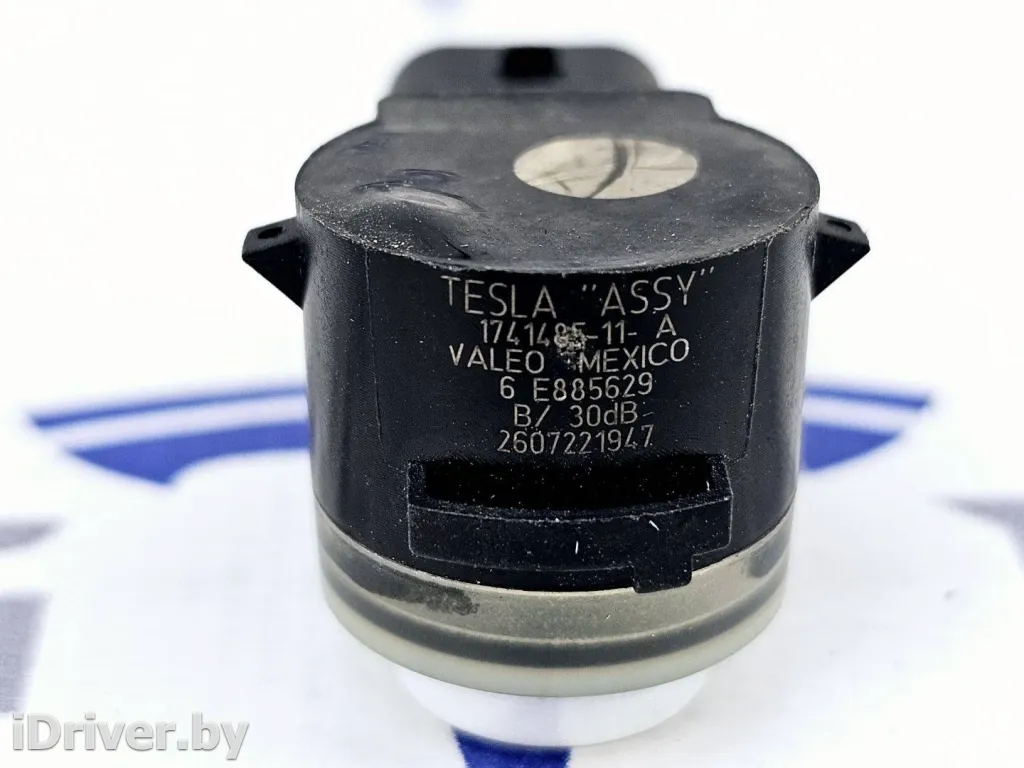 TESLA "ASSY"
1741485-11- A
VALEO MEXICO
6 E885629
B/ 30dB
2607221947
iDriver.by